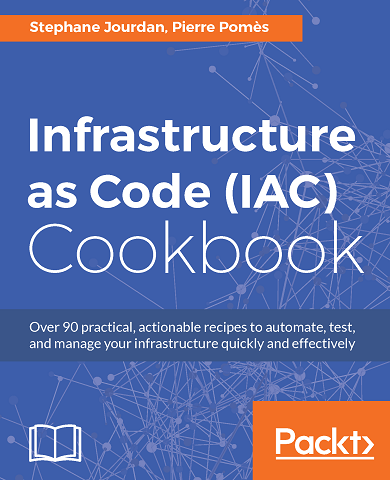 Stephane Jourdan, Pierre Pomès
Infrastructure
as Code (IAC)
Cookbook
Over 90 practical, actionable recipes to automate, test,
and manage your infrastructure quickly and effectively
Packt>